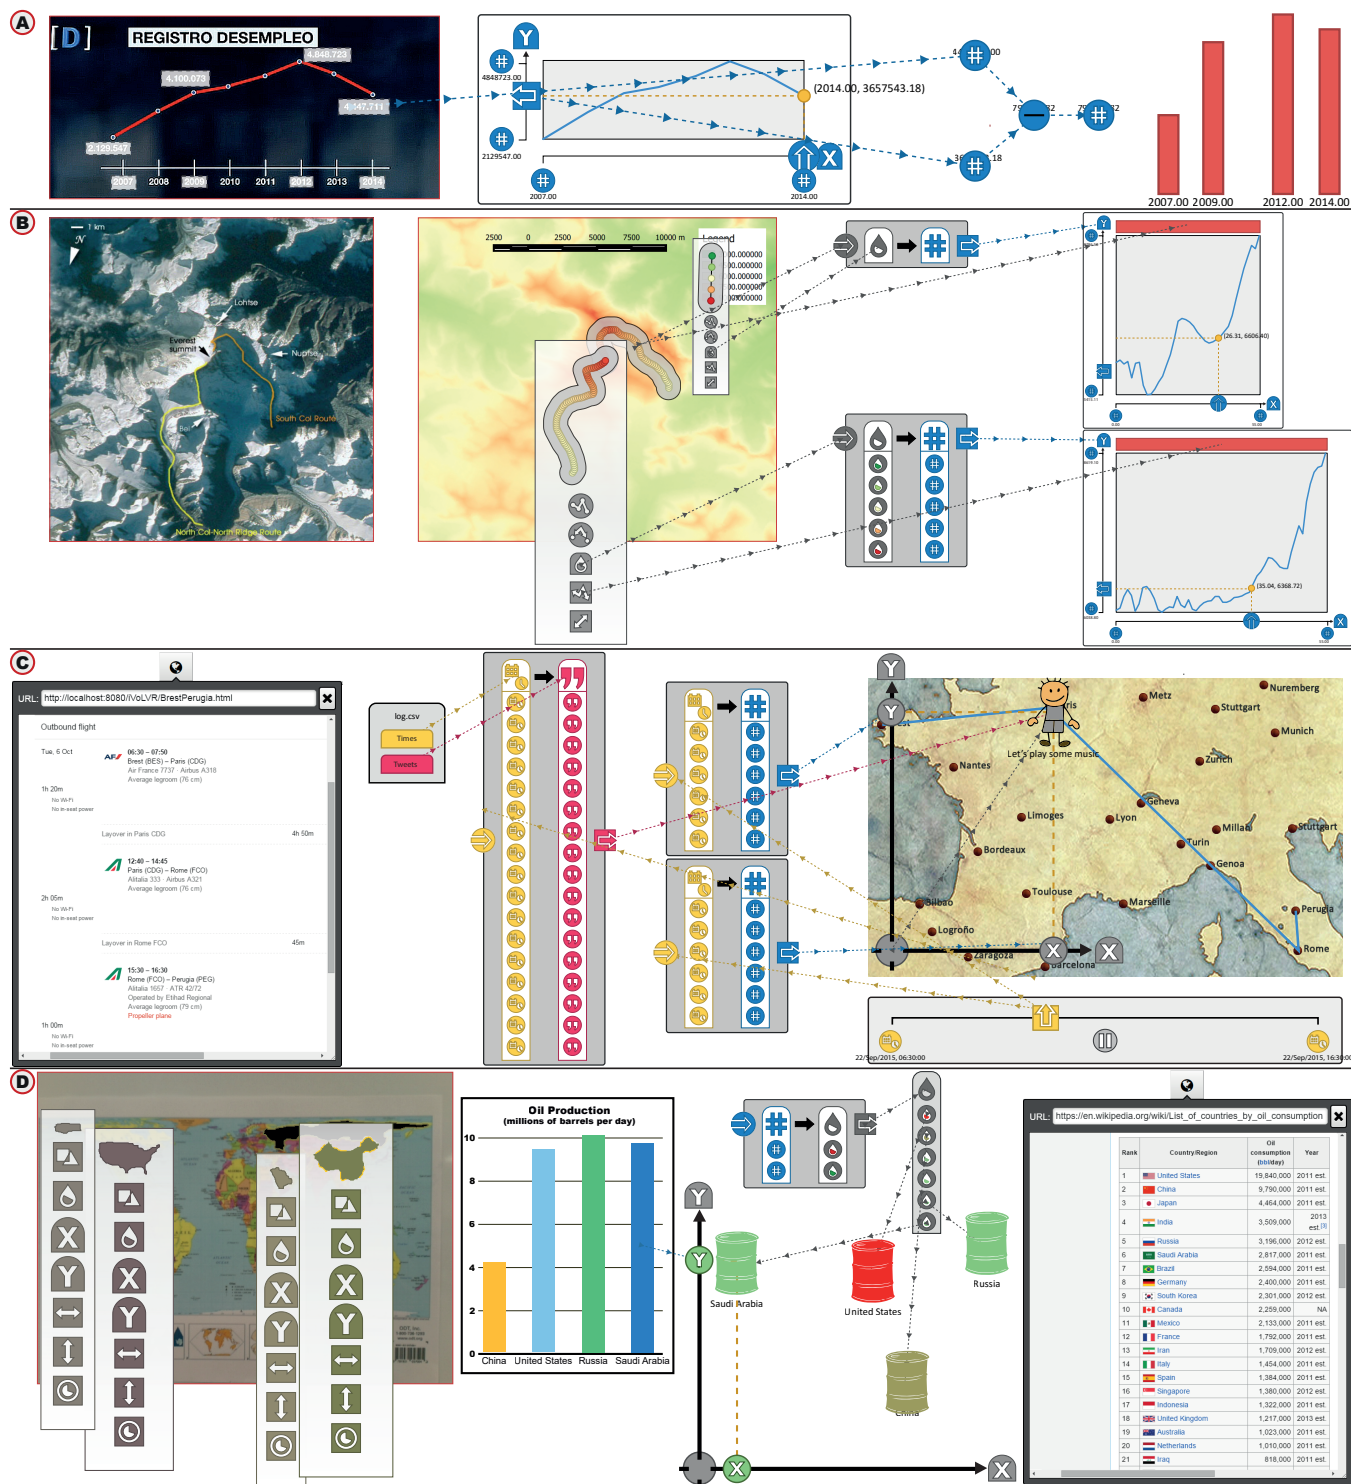 A
[D]
REGISTRO DESEMPLEO
4.848.723
4.100.073
4.447.711
2.129.547
2007 2008 2009 2010 2011 2012 2013 2014
Y
4848723.00
2129547.00
(2014.00, 3657543.18)
X
2007.00
2014.00
2007.00 2009.00 2012.00 2014.00
B
1 km
N
Lohtse
Everest
summit
Nuptse
South Col Route
North Col-North Ridge Route
2500 0 2500 5000 7500 10000 m
Legend
Y
(26.31, 6606.40)
X
Y
(35.04, 6368.72)
X
C
URL: http://localhost:8080/iVoLVR/BrestPerugia.html
Outbound flight
Tue, 6 Oct
AF
06:30 – 07:50
Brest (BES) – Paris (CDG)
Air France 7737 · Airbus A318
Average legroom (76 cm)
1h 20m
No Wi-Fi
No in-seat power
Layover in Paris CDG 4h 50m
12:40 – 14:45
Paris (CDG) – Rome (FCO)
Alitalia 333 · Airbus A321
Average legroom (76 cm)
2h 05m
No Wi-Fi
No in-seat power
Layover in Rome FCO 45m
15:30 – 16:30
Rome (FCO) – Perugia (PEG)
Alitalia 1657 · ATR 42/72
Operated by Etihad Regional
Average legroom (79 cm)
Propeller plane
1h 00m
No Wi-Fi
No in-seat power
log.csv
Times
Tweets
Y
Y
Metz
Nuremberg
Stuttgart
Munich
Let's play some music
Nantes
Zurich
Geneva
Limoges
Lyon
Millan
Stuttgart
Turin
Bordeaux
Genoa
Toulouse
Bilbao
Marseille
Perugia
Logroño
Rome
Zaragoza
Barcelona
X
X
22/Sep/2015, 06:30:00
22/Sep/2015, 16:30:00
D
X
Y
X
Y
X
Y
X
Y
Oil Production
(millions of barrels per day)
10
8
6
4
2
0
China United States Russia Saudi Arabia
Y
Y
Saudi Arabia
United States
Russia
China
X
X
URL: https://en.wikipedia.org/wiki/List_of_countries_by_oil_consumption
Rank Country/Region Oil consumption (bbl/day) Year
1 United States 19,840,000 2011 est.
2 China 9,790,000 2011 est.
3 Japan 4,464,000 2011 est.
4 India 3,509,000 2013 est.[3]
5 Russia 3,196,000 2012 est.
6 Saudi Arabia 2,817,000 2011 est.
7 Brazil 2,594,000 2011 est.
8 Germany 2,400,000 2011 est.
9 South Korea 2,301,000 2012 est.
10 Canada 2,259,000 NA
11 Mexico 2,133,000 2011 est.
12 France 1,792,000 2011 est.
13 Iran 1,709,000 2012 est.
14 Italy 1,454,000 2011 est.
15 Spain 1,384,000 2011 est.
16 Singapore 1,380,000 2012 est.
17 Indonesia 1,322,000 2011 est.
18 United Kingdom 1,217,000 2013 est.
19 Australia 1,023,000 2011 est.
20 Netherlands 1,010,000 2011 est.
21 Iraq 818,000 2011 est.